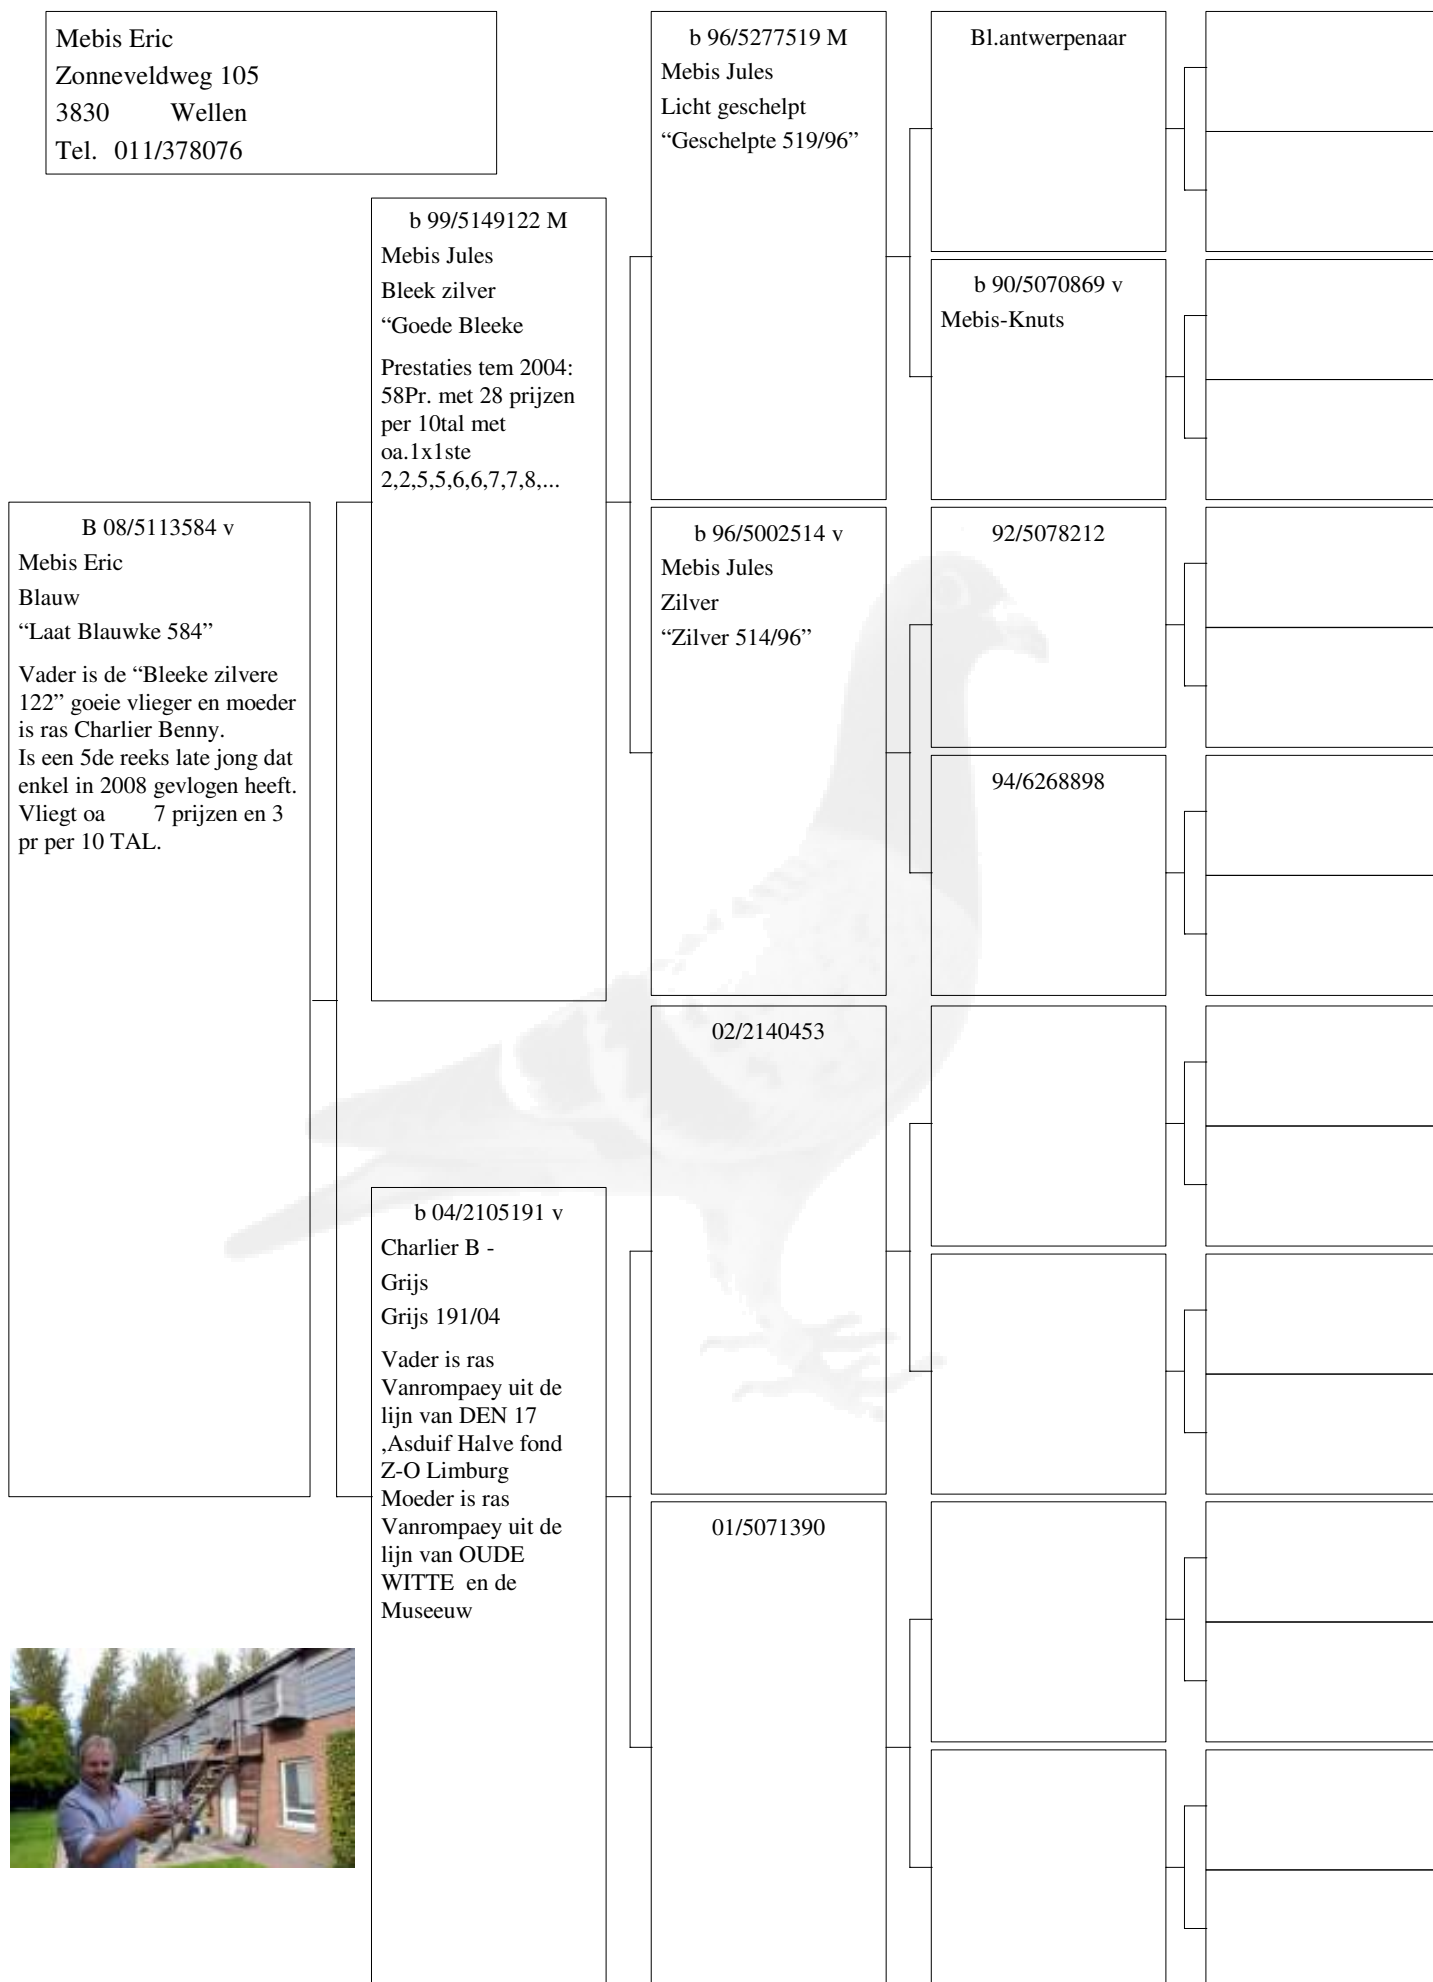 Mebis Eric
Zonneveldweg 105
3830 Wellen
Tel. 011/378076
B 08/5113584 v
Mebis Eric
Blauw
“Laat Blauwke 584”
Vader is de “Bleeke zilvere
122” goeie vlieger en moeder
is ras Charlier Benny.
Is een 5de reeks late jong dat
enkel in 2008 gevlogen heeft.
Vliegt oa 7 prijzen en 3
pr per 10 TAL.
b 99/5149122 M
Mebis Jules
Bleek zilver
“Goede Bleeke
Prestaties tem 2004:
58Pr. met 28 prijzen
per 10tal met
oa.1x1ste
2,2,5,5,6,6,7,7,8,...
b 04/2105191 v
Charlier B -
Grijs
Grijs 191/04
Vader is ras
Vanrompaey uit de
lijn van DEN 17
,Asduif Halve fond
Z-O Limburg
Moeder is ras
Vanrompaey uit de
lijn van OUDE
WITTE en de
Museeuw
b 96/5277519 M
Mebis Jules
Licht geschelpt
“Geschelpte 519/96”
b 96/5002514 v
Mebis Jules
Zilver
“Zilver 514/96”
02/2140453
01/5071390
Bl.antwerpenaar
b 90/5070869 v
Mebis-Knuts
92/5078212
94/6268898